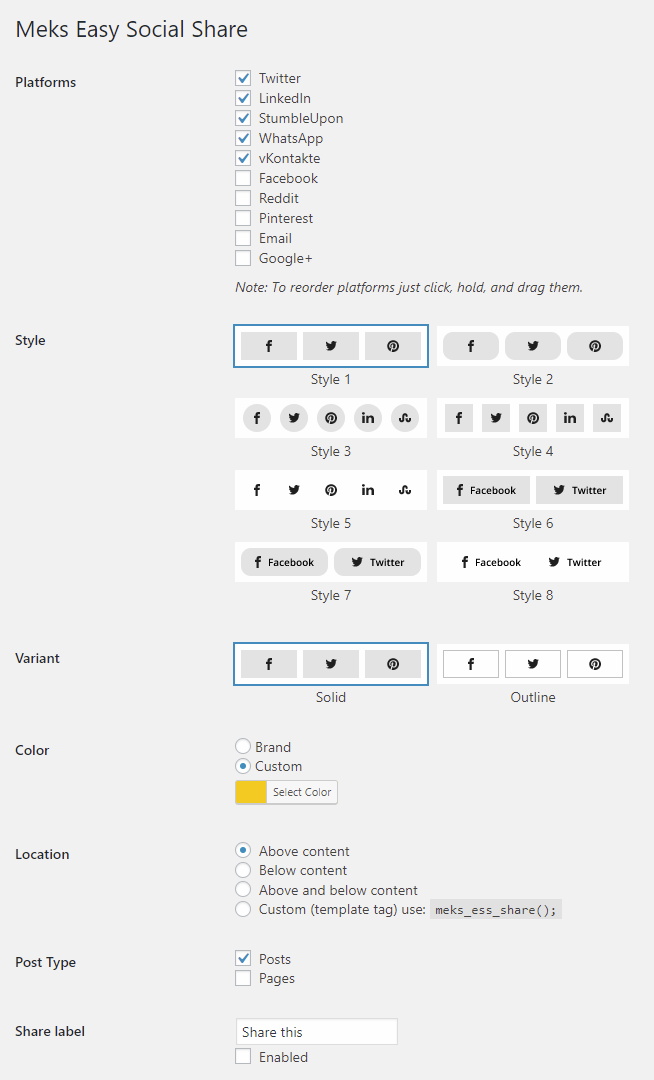 Meks Easy Social Share
Platforms
Twitter
LinkedIn
StumbleUpon
WhatsApp
vKontakte
Facebook
Reddit
Pinterest
Email
Google+
Note: To reorder platforms just click, hold, and drag them.
Style
Style 1
Style 2
Style 3
Style 4
Facebook Twitter
Style 5
Style 6
Facebook Twitter
Facebook Twitter
Style 7
Style 8
Variant
Solid
Outline
Color
Brand
Custom
Select Color
Location
Above content
Below content
Above and below content
Custom (template tag) use: meks_ess_share();
Post Type
Posts
Pages
Share label
Share this
Enabled